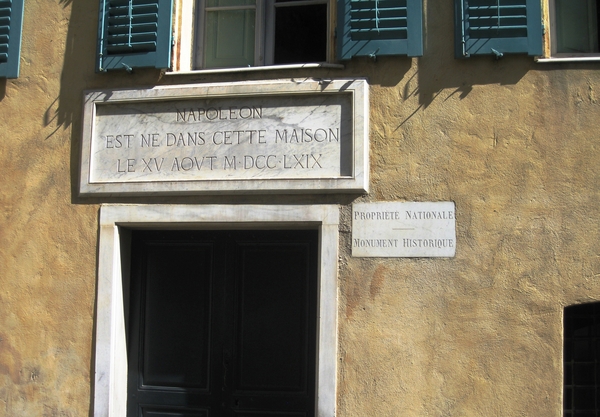 NAPOLEON
EST NE DANS CETTE MAISON
LE XV AOVT M·DCC·LXIX
PROPRIETE NATIONALE
MONUMENT HISTORIQUE